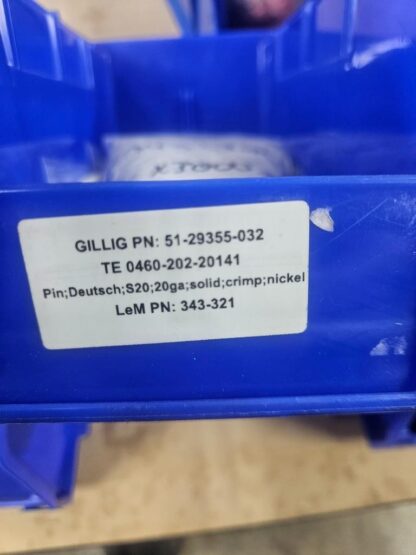 GILLIG PN: 51-29355-032
TE 0460-202-20141
Pin;Deutsch;S20;20ga;solid;crimp;nickel
LeM PN: 343-321